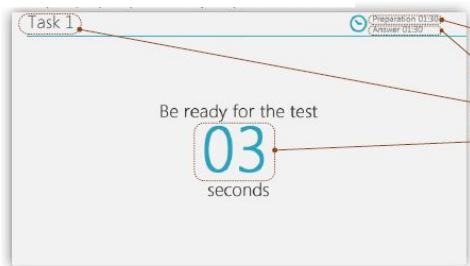 Task 1
Preparation 01:30
Answer 01:30
Be ready for the test
03
seconds